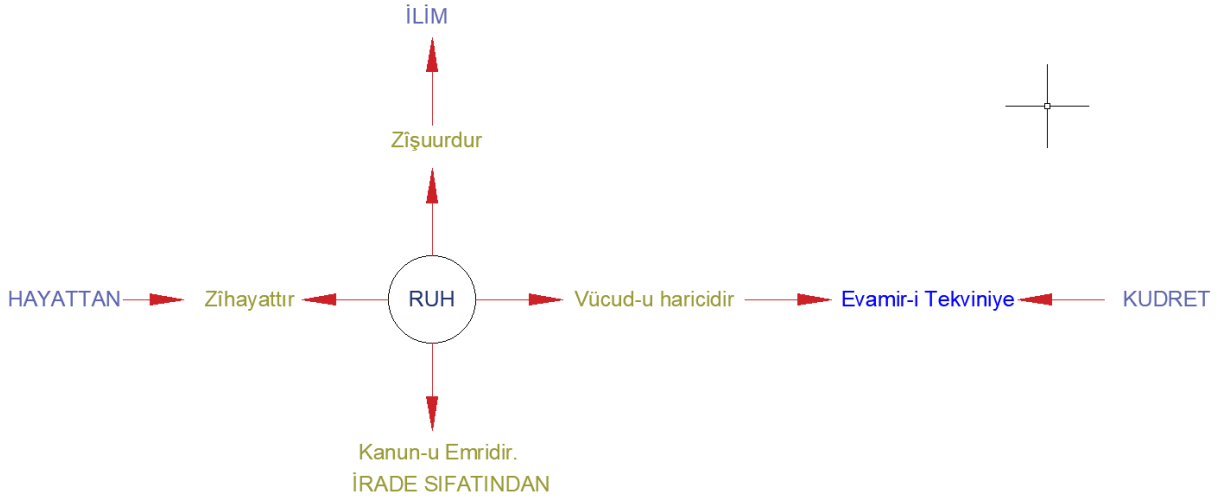 İLİM
Zîşuurdur
HAYATTAN Zîhayattır RUH Vücud-u haricidir Evamir-i Tekviniye KUDRET
Kanun-u Emridir.
İRADE SIFATINDAN